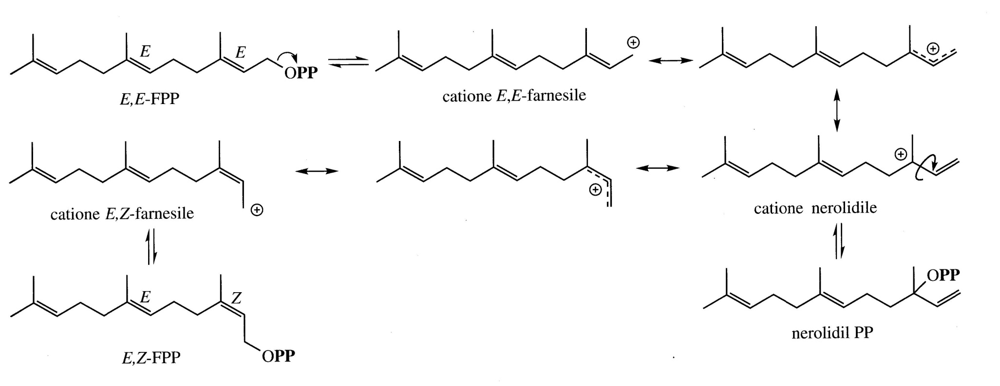 E
E
OPP
E,E-FPP
⊕
catione E,E-farnesile
⊕
⊕
catione E,Z-farnesile
⊕
⊕
catione nerolidile
E
Z
OPP
E,Z-FPP
OPP
nerolidil PP